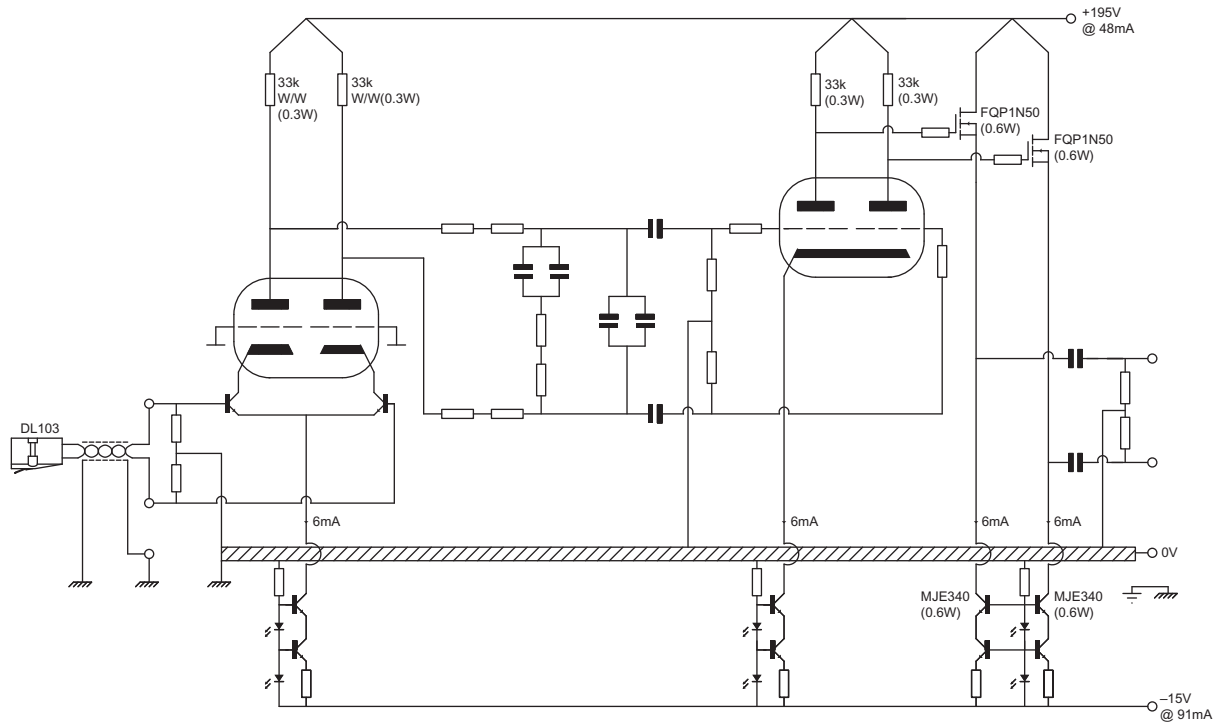 +195V
@ 48mA
33k
W/W
(0.3W)
33k
W/W(0.3W)
33k
(0.3W)
33k
(0.3W)
FQP1N50
(0.6W)
FQP1N50
(0.6W)
DL103
6mA
6mA
6mA
6mA
0V
MJE340
(0.6W)
MJE340
(0.6W)
–15V
@ 91mA